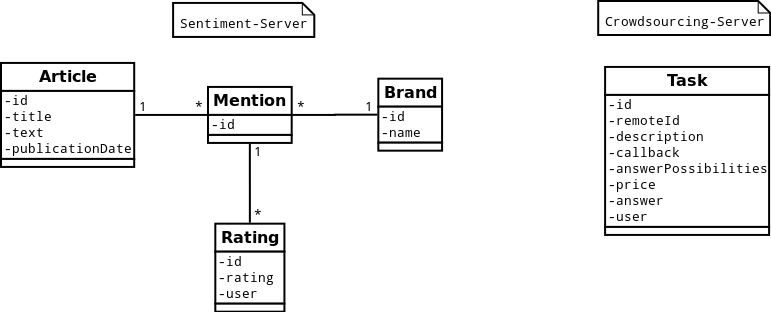 Sentiment-Server
Crowdsourcing-Server
Article
-id
-title
-text
-publicationDate
1
*
Mention
-id
*
1
Brand
-id
-name
1
*
Rating
-id
-rating
-user
Task
-id
-remoteId
-description
-callback
-answerPossibilities
-price
-answer
-user